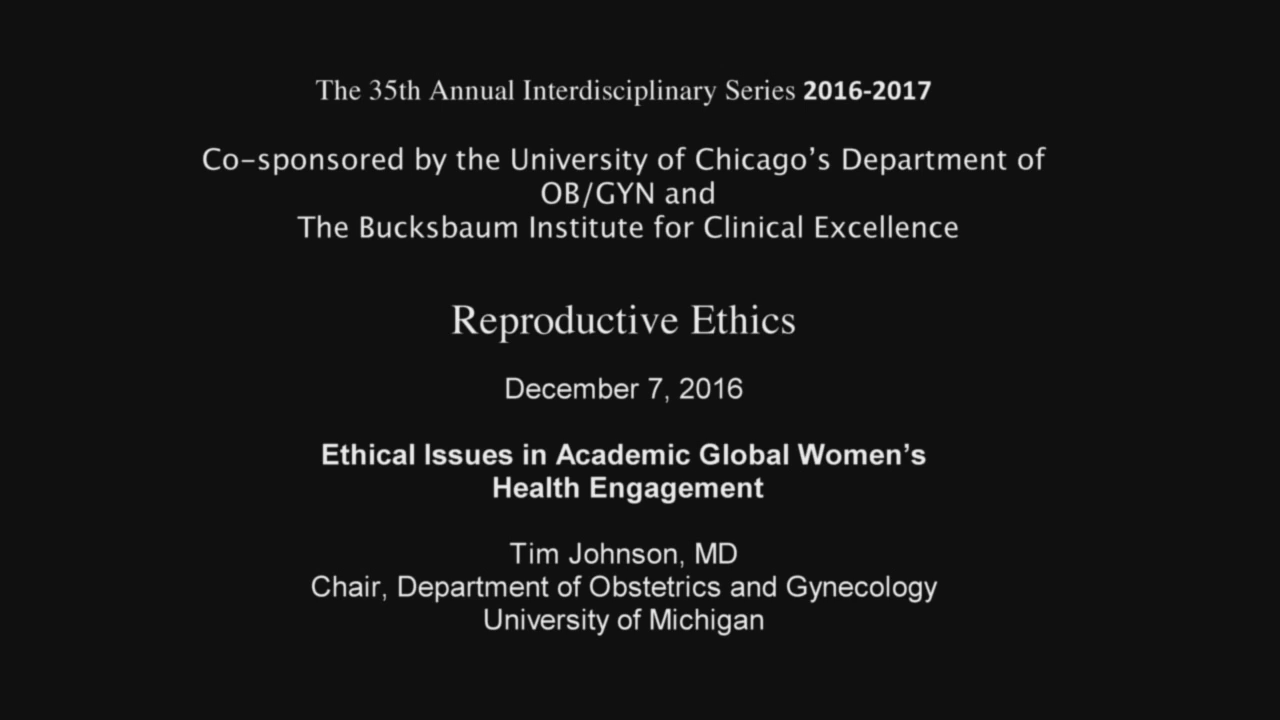 The 35th Annual Interdisciplinary Series 2016-2017
Co-sponsored by the University of Chicago’s Department of
OB/GYN and
The Bucksbaum Institute for Clinical Excellence
Reproductive Ethics
December 7, 2016
Ethical Issues in Academic Global Women’s
Health Engagement
Tim Johnson, MD
Chair, Department of Obstetrics and Gynecology
University of Michigan